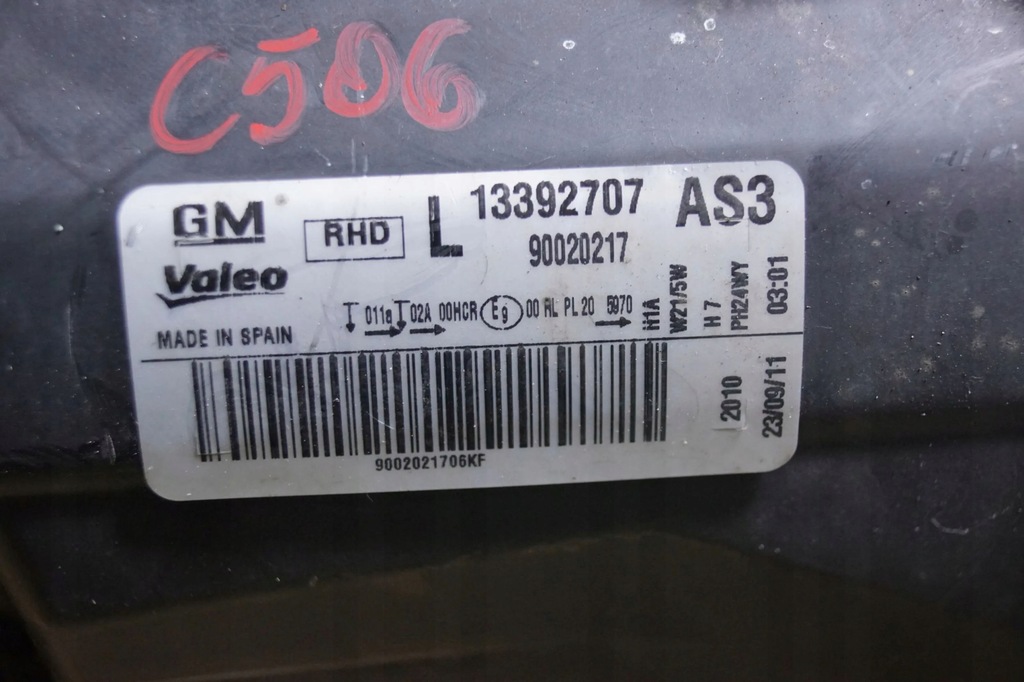 C506
GM RHD L 13392707 AS3
Valeo 90020217
MADE IN SPAIN
011a 02A 00HCR E9 00 RL PL 20 5970
H1A
W21/5W
H7
PH24WY
03:01
2010
23/09/11
9002021706KF